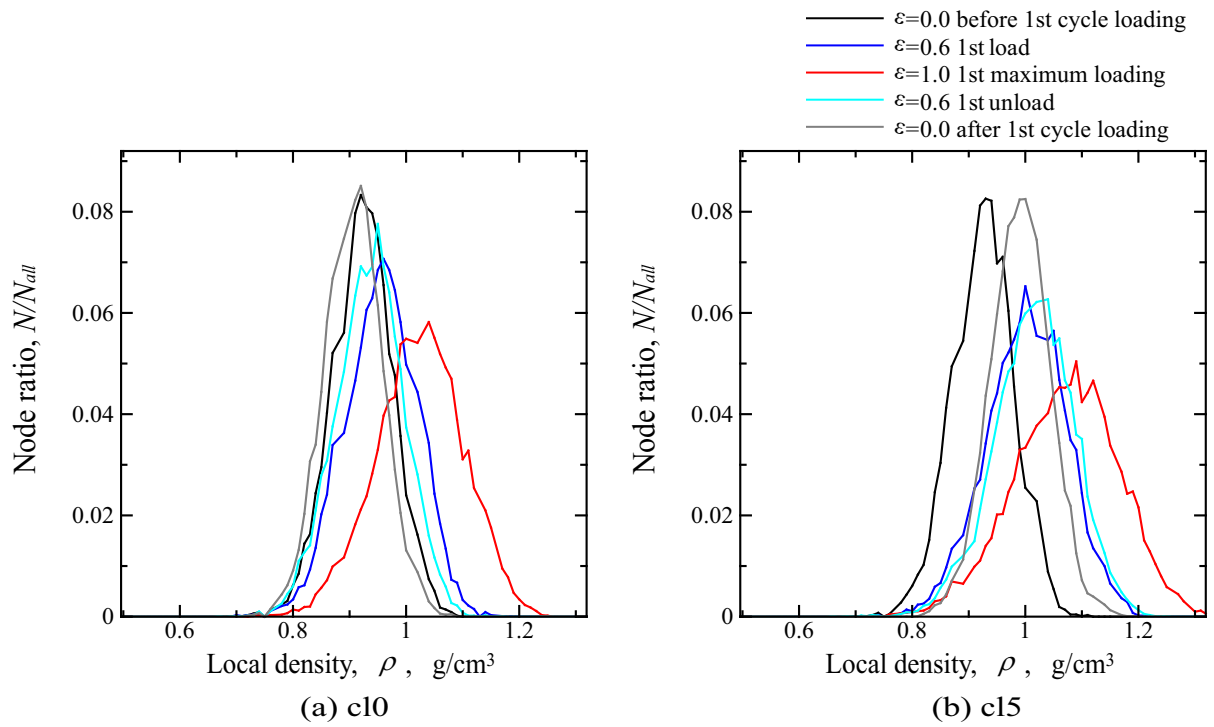 ε=0.0 before 1st cycle loading
ε=0.6 1st load
ε=1.0 1st maximum loading
ε=0.6 1st unload
ε=0.0 after 1st cycle loading
Node ratio, N/Nall
0.08
0.06
0.04
0.02
0
0.6 0.8 1 1.2
Local density, ρ , g/cm³
(a) cl0
Node ratio, N/Nall
0.08
0.06
0.04
0.02
0
0.6 0.8 1 1.2
Local density, ρ , g/cm³
(b) cl5